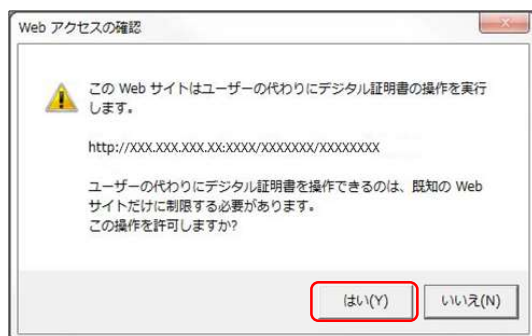 Web アクセスの確認
この Web サイトはユーザーの代わりにデジタル証明書の操作を実行
します。
http://XXX.XXX.XXX.XX:XXXX/XXXXXXX/XXXXXXXX
ユーザーの代わりにデジタル証明書を操作できるのは、既知の Web
サイトだけに制限する必要があります。
この操作を許可しますか?
はい(Y) いいえ(N)